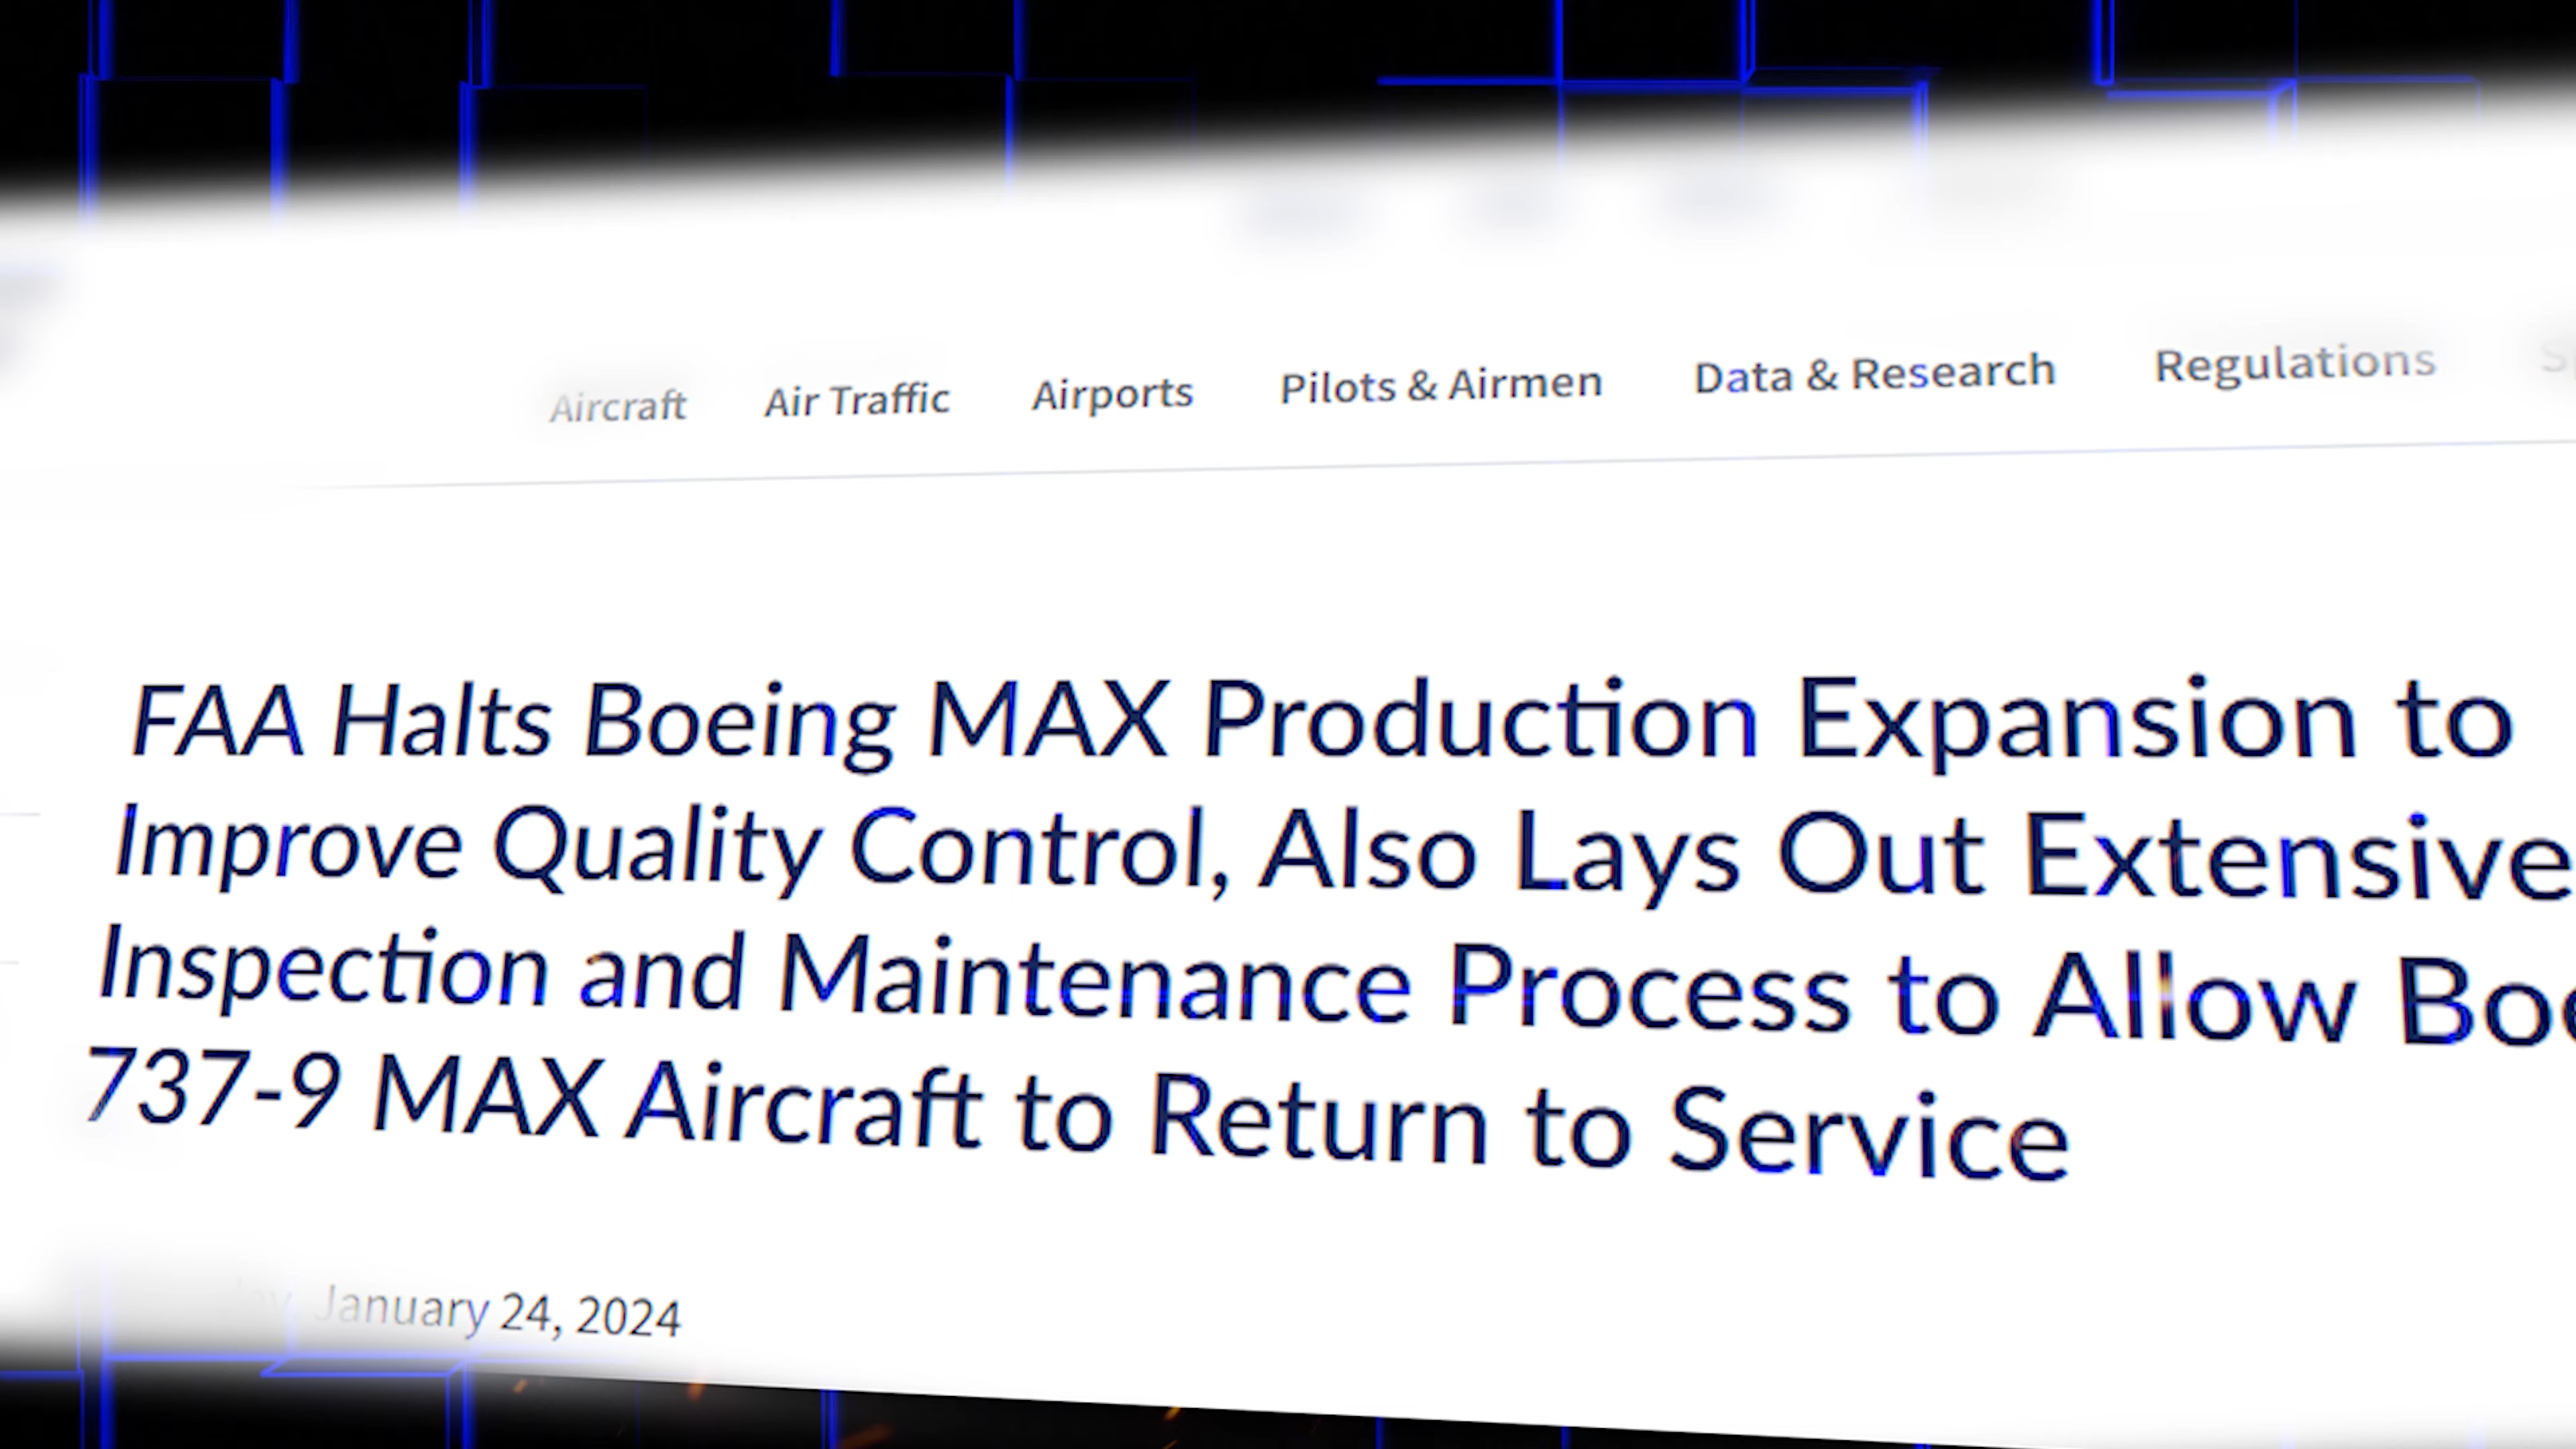 Aircraft Air Traffic Airports Pilots & Airmen Data & Research Regulations
FAA Halts Boeing MAX Production Expansion to
Improve Quality Control, Also Lays Out Extensive
Inspection and Maintenance Process to Allow Boe
737-9 MAX Aircraft to Return to Service
January 24, 2024